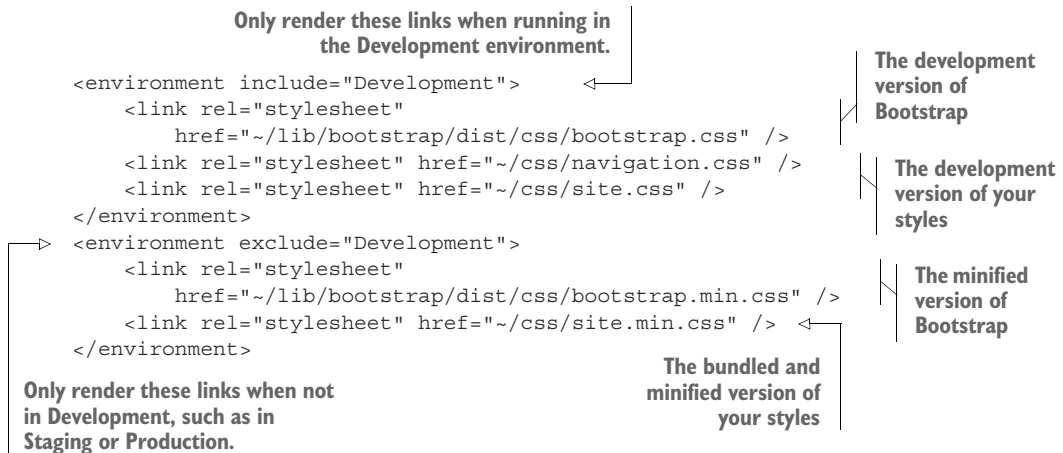 Only render these links when running in
the Development environment.
<environment include="Development">
<link rel="stylesheet"
href="~/lib/bootstrap/dist/css/bootstrap.css" />
<link rel="stylesheet" href="~/css/navigation.css" />
<link rel="stylesheet" href="~/css/site.css" />
</environment>
The development
version of
Bootstrap
The development
version of your
styles
<environment exclude="Development">
<link rel="stylesheet"
href="~/lib/bootstrap/dist/css/bootstrap.min.css" />
<link rel="stylesheet" href="~/css/site.min.css" />
</environment>
The minified
version of
Bootstrap
Only render these links when not
in Development, such as in
Staging or Production.
The bundled and
minified version of
your styles